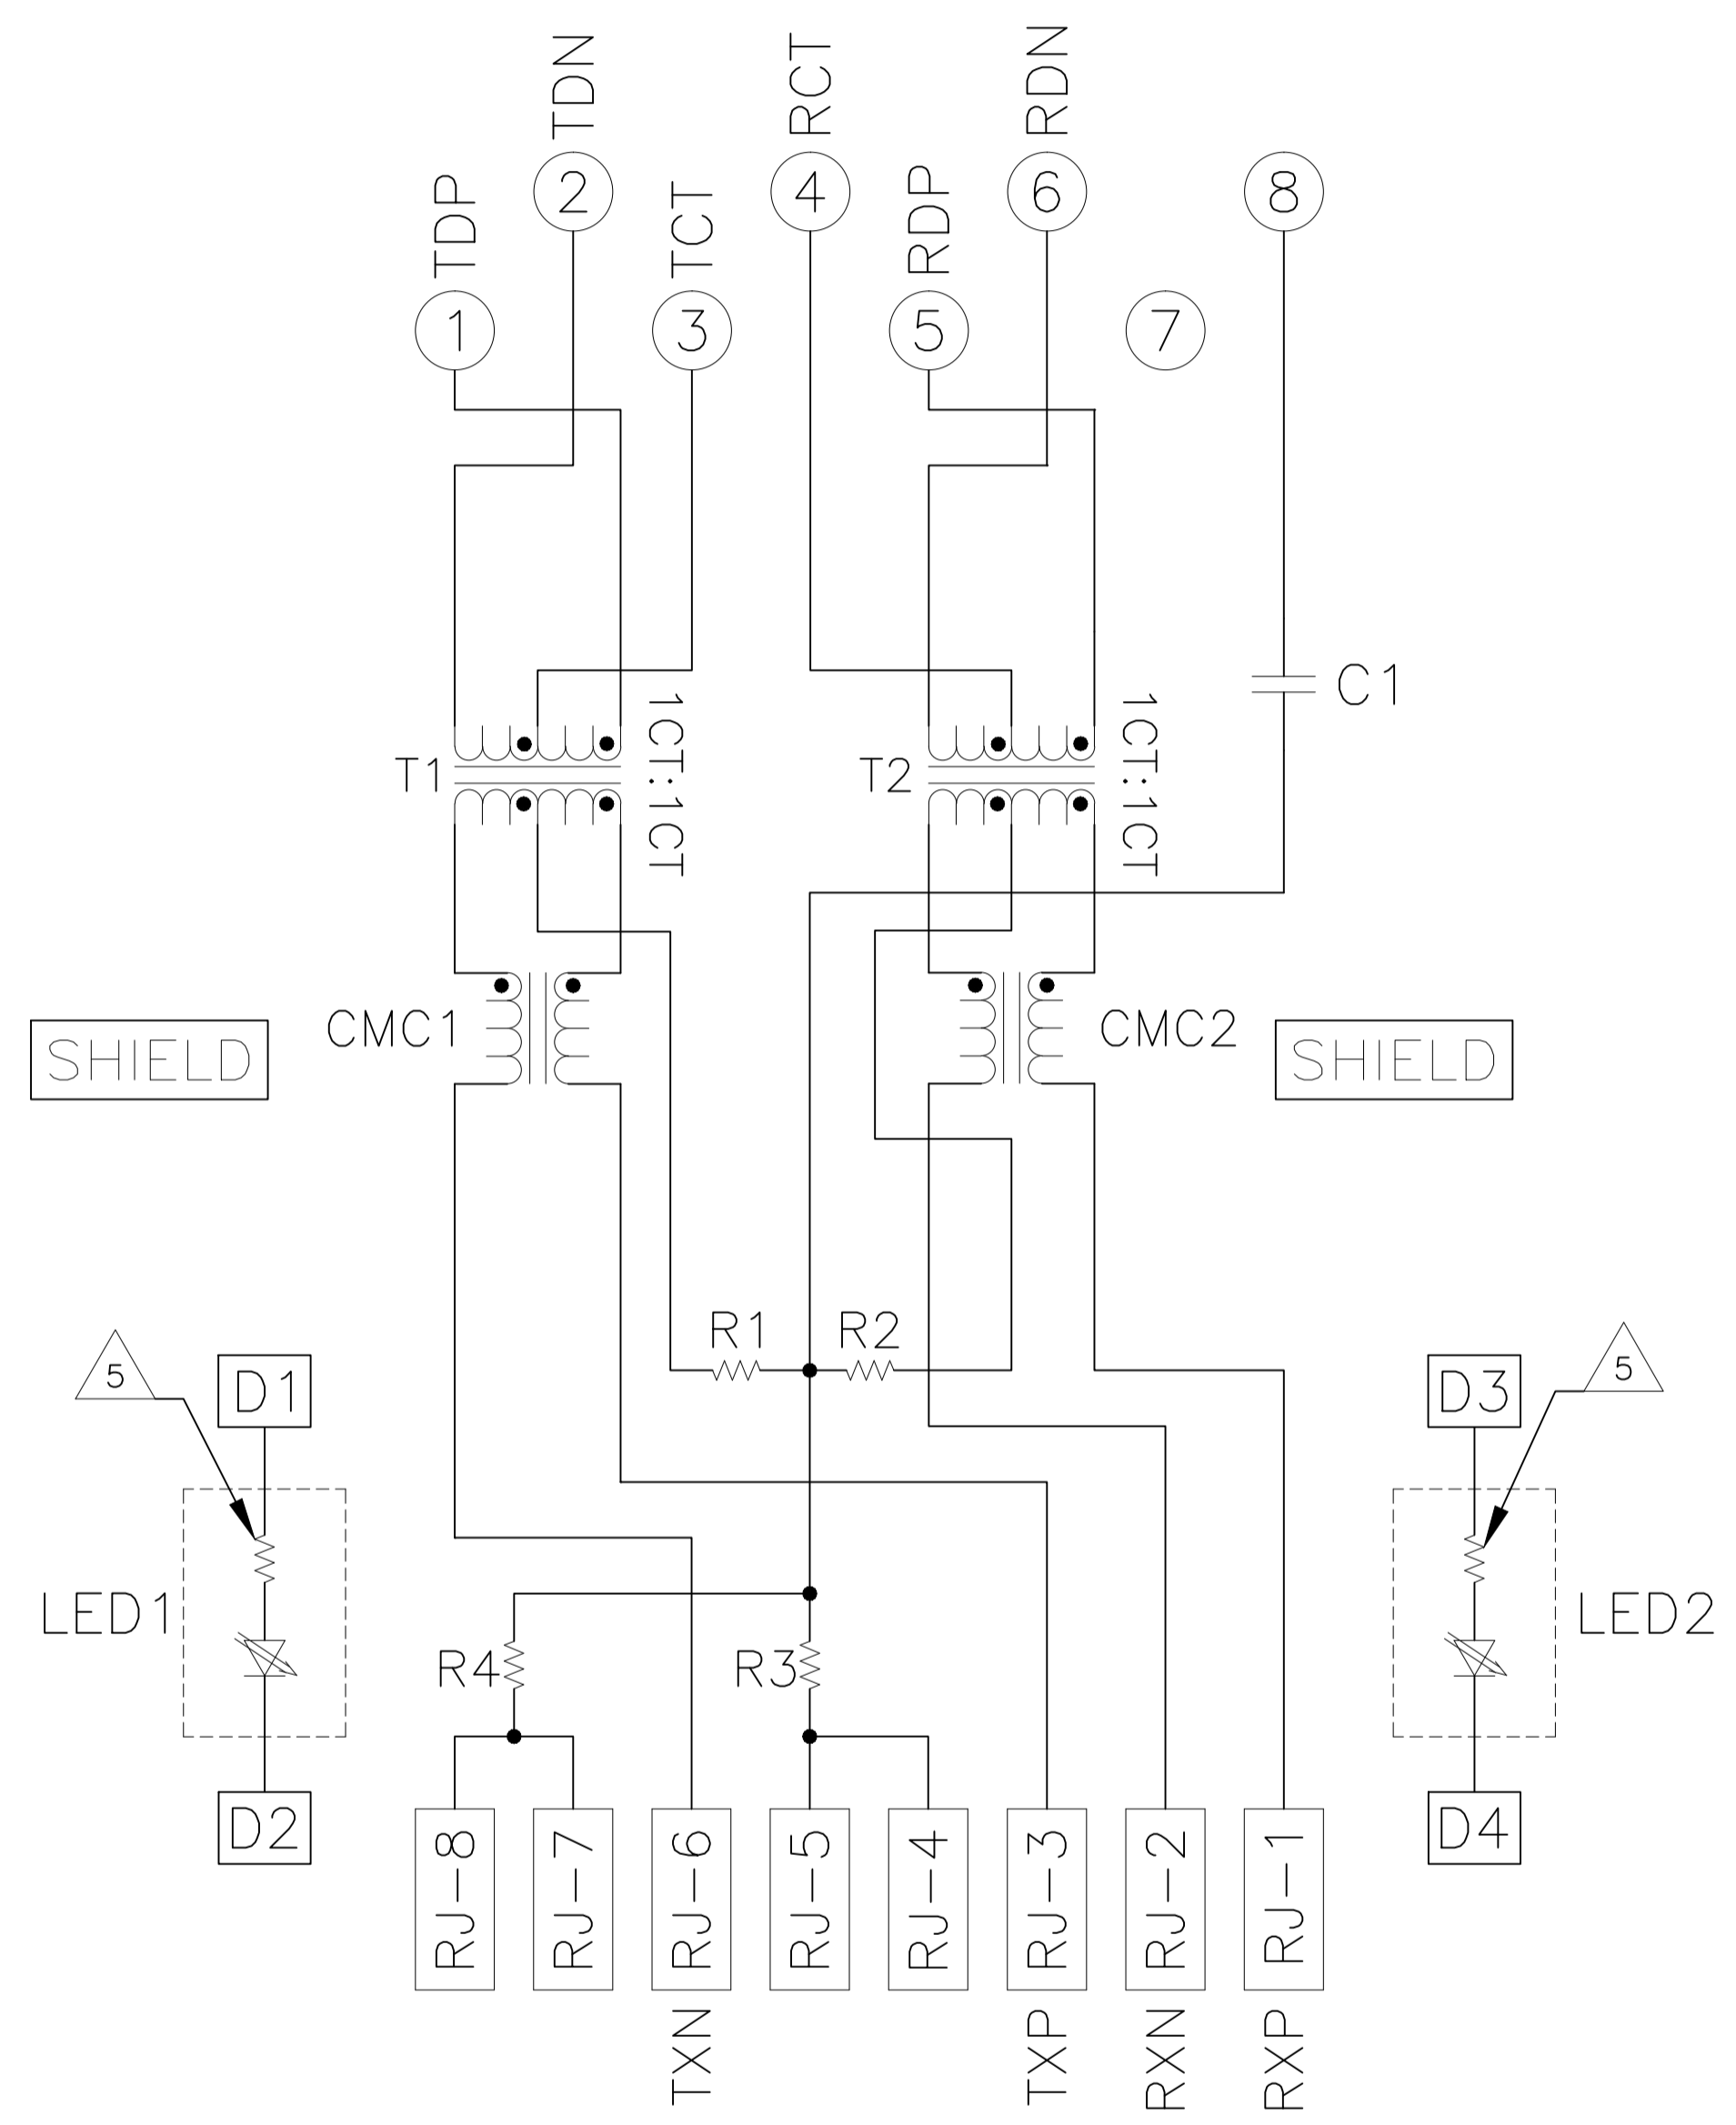 TDN
RCT
RDN
TDP
TCT
RDP
2
4
6
8
1
3
5
7
C1
T1
1CT:1CT
T2
1CT:1CT
CMC1
CMC2
SHIELD
SHIELD
R1
R2
5
D1
D3
5
LED1
LED2
R4
R3
D2
D4
RJ-8
RJ-7
RJ-6
RJ-5
RJ-4
RJ-3
RJ-2
RJ-1
TXN
TXP
RXN
RXP